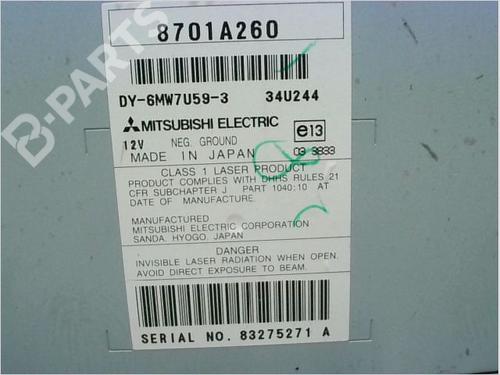 8701A260
DY-6MW7U59-3 34U244
MITSUBISHI ELECTRIC
e13
12V NEG. GROUND
MADE IN JAPAN 03 3833
CLASS 1 LASER PRODUCT
PRODUCT COMPLIES WITH DHHS RULES 21
CFR SUBCHAPTER J PART 1040:10 AT
DATE OF MANUFACTURE.
MANUFACTURED
MITSUBISHI ELECTRIC CORPORATION
SANDA, HYOGO, JAPAN
DANGER
INVISIBLE LASER RADIATION WHEN OPEN.
AVOID DIRECT EXPOSURE TO BEAM.
SERIAL NO. 83275271 A
B-PARTS